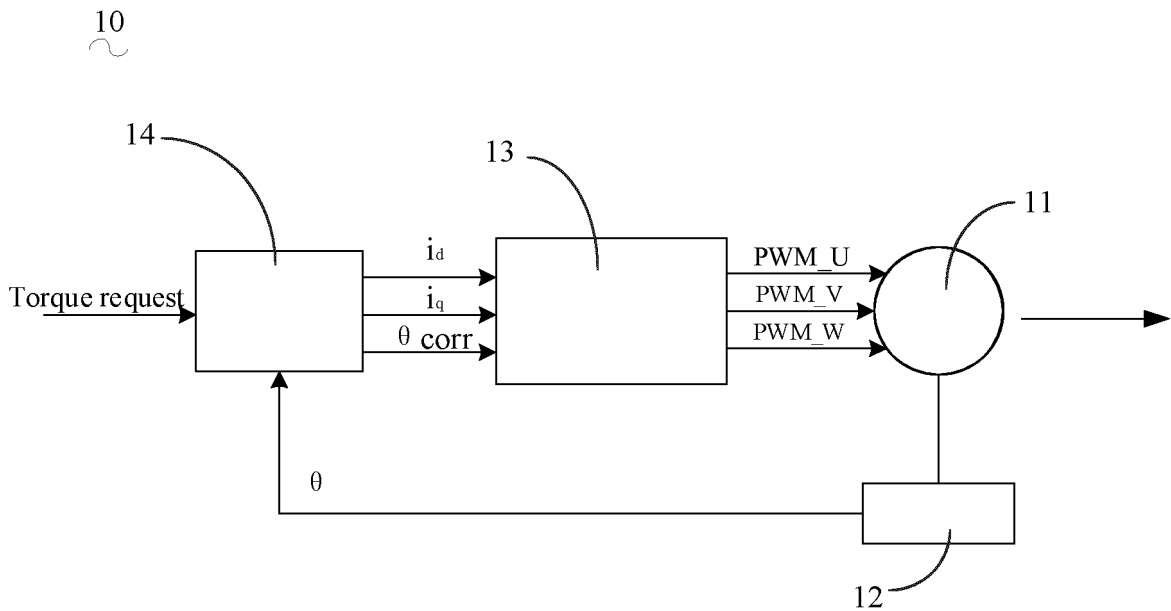 10
14
13
11
Torque request
id
iq
θ corr
PWM_U
PWM_V
PWM_W
θ
12